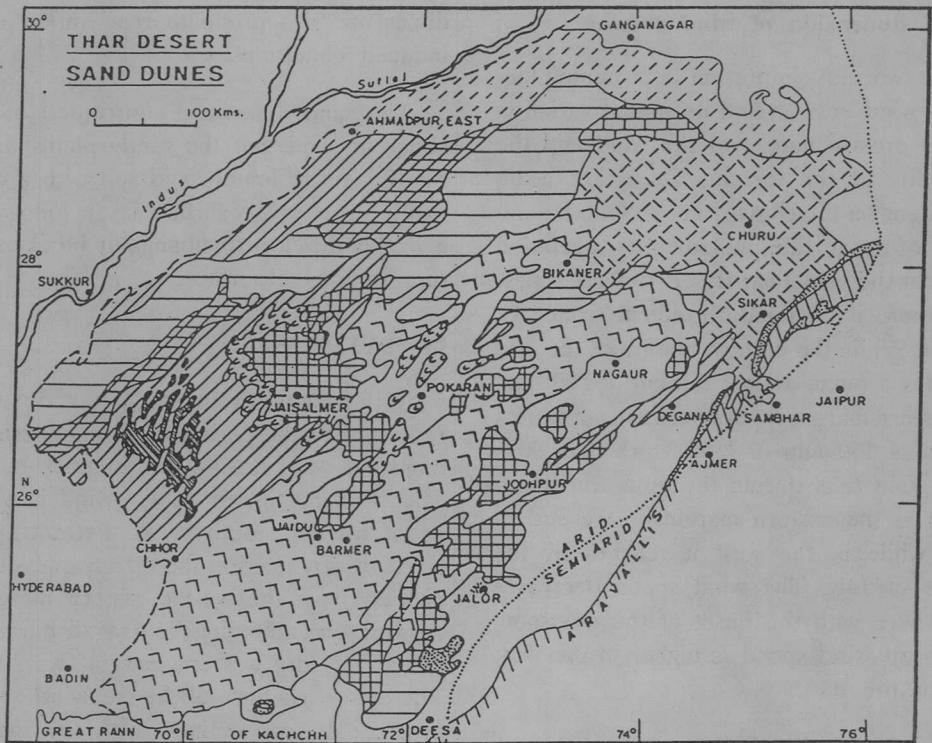 30°
THAR DESERT
SAND DUNES
0 100 Kms.
GANGANAGAR
Sutlej
AHMADPUR EAST
Indus
CHURU
BIKANER
28°
SUKKUR
SIKAR
NAGAUR
POKARAN
JAISALMER
JAIPUR
DEGANA
SAMBHAR
AJMER
JODHPUR
N
26°
JAIDU
BARMER
ARID
SEMIARID
CHHOR
HYDERABAD
JALOR
ARAVALLIS
BADIN
DEESA
GREAT RANN 70°E OF KACHCHH 72° 74° 76°